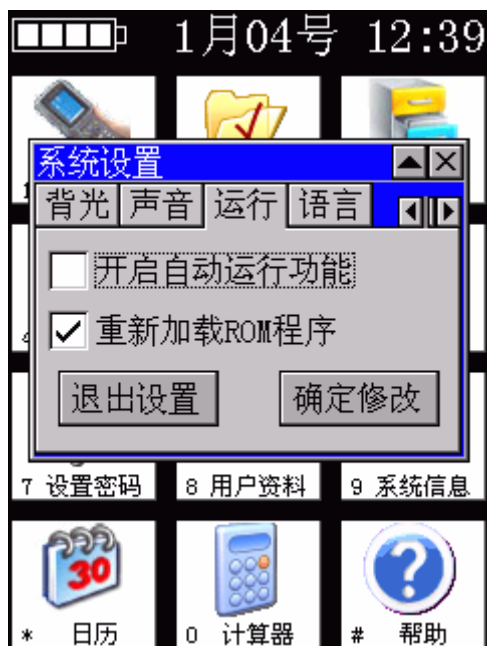 1月04号 12:39
系统设置
背光 声音 运行 语言
开启自动运行功能
重新加载ROM程序
退出设置 确定修改
7 设置密码 8 用户资料 9 系统信息
30
* 日历 0 计算器 # 帮助